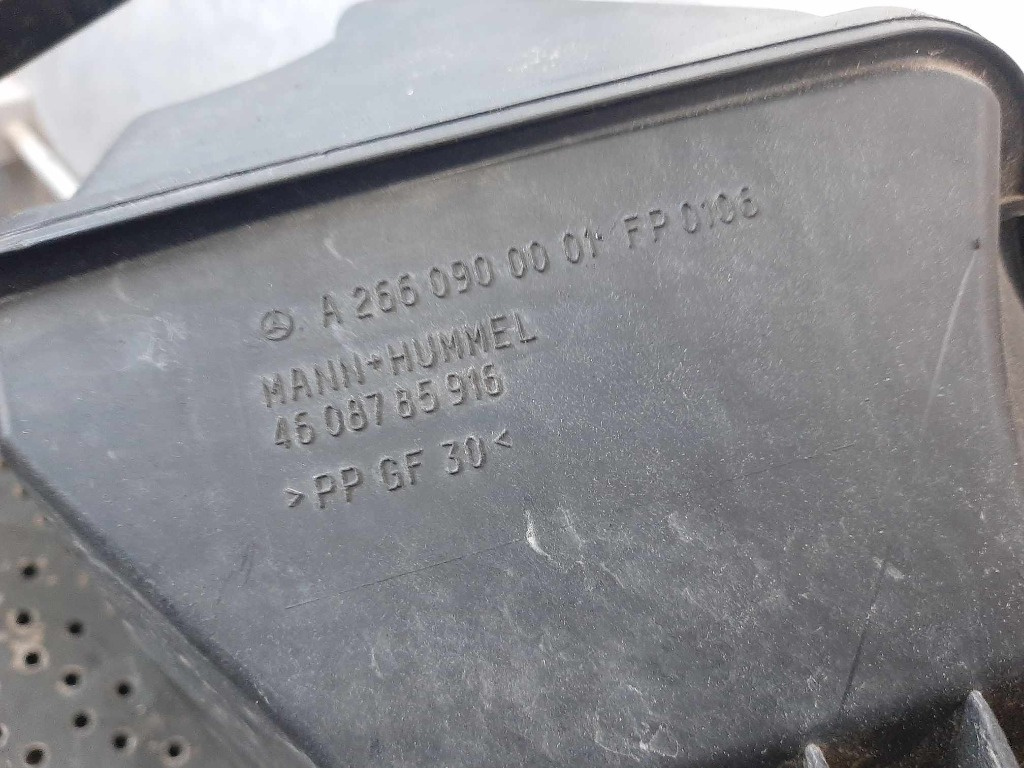 A 266 090 00 01 FP 0106
MANN+HUMMEL
46 087 85 916
>PP GF 30<